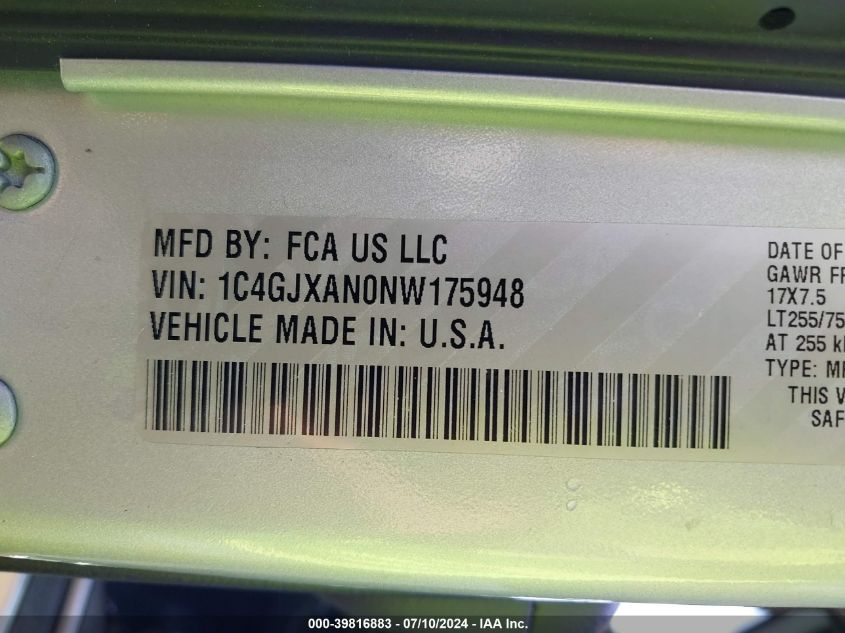 MFD BY: FCA US LLC
VIN: 1C4GJXAN0NW175948
VEHICLE MADE IN: U.S.A.
DATE OF
GAWR FR
17X7.5
LT255/75
AT 255 k
TYPE: M
THIS V
SAF
000-39816883 - 07/10/2024 - IAA Inc.